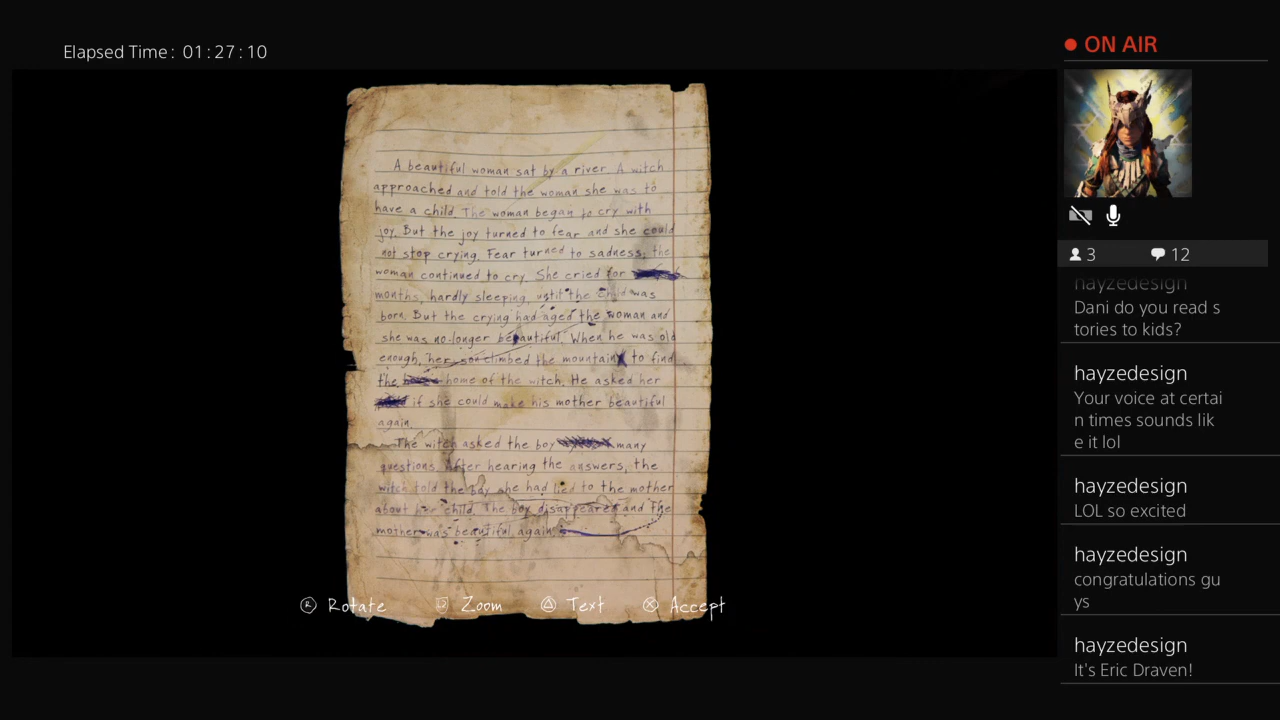 Elapsed Time: 01:27:10
ON AIR
A beautiful woman sat by a river. A witch
approached and told the woman she was to
have a child. The woman began to cry with
joy. But the joy turned to fear and she could
not stop crying. Fear turned to sadness; the
woman continued to cry. She cried for
months, hardly sleeping, until the child was
born. But the crying had aged the woman and
she was no longer beautiful. When he was old
enough, her son climbed the mountain to find
the home of the witch. He asked her
if she could make his mother beautiful
again.
The witch asked the boy many
questions. After hearing the answers, the
witch told the boy she had lied to the mother
about her child. The boy disappeared and the
mother was beautiful again.
R Rotate
Zoom
Text
Accept
3
12
hayzedesign
Dani do you read s
tories to kids?
hayzedesign
Your voice at certai
n times sounds lik
e it lol
hayzedesign
LOL so excited
hayzedesign
congratulations gu
ys
hayzedesign
It's Eric Draven!